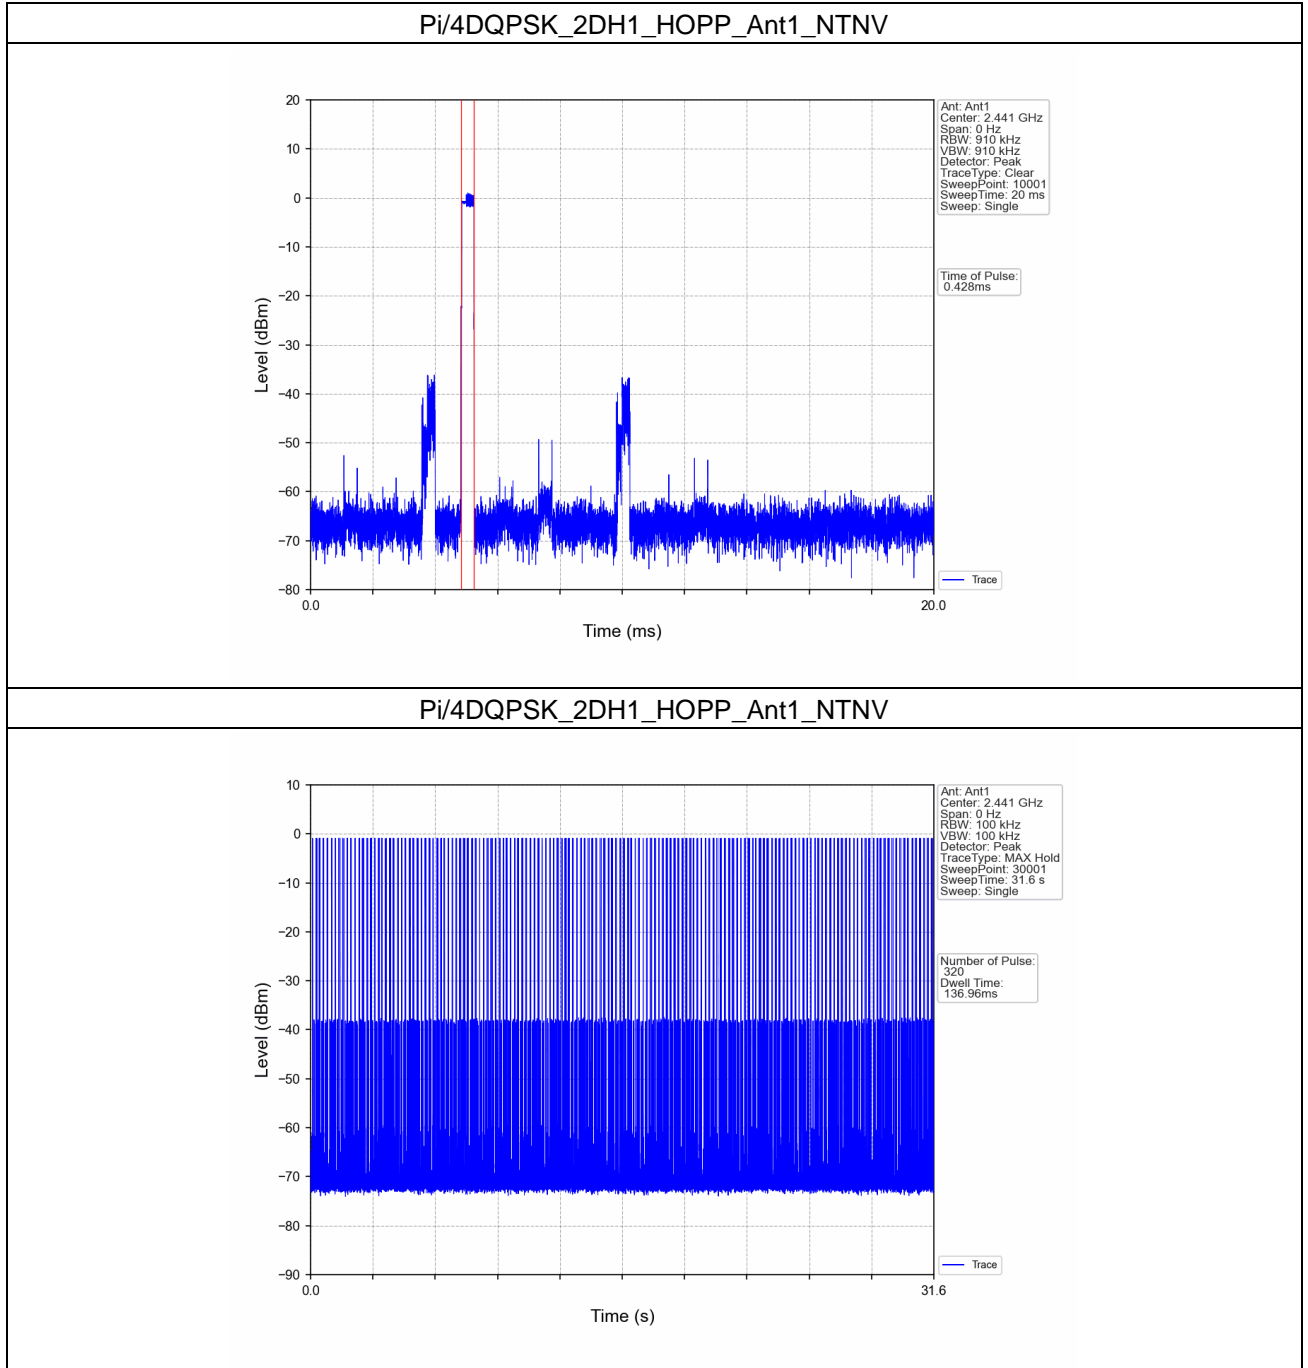 Pi/4DQPSK_2DH1_HOPP_Ant1_NTNV
20
10
0
−10
−20
−30
−40
−50
−60
−70
−80
Level (dBm)
0.0
20.0
Time (ms)
Ant: Ant1
Center: 2.441 GHz
Span: 0 Hz
RBW: 910 kHz
VBW: 910 kHz
Detector: Peak
TraceType: Clear
SweepPoint: 10001
SweepTime: 20 ms
Sweep: Single
Time of Pulse:
0.428ms
Trace
Pi/4DQPSK_2DH1_HOPP_Ant1_NTNV
10
0
−10
−20
−30
−40
−50
−60
−70
−80
−90
Level (dBm)
0.0
31.6
Time (s)
Ant: Ant1
Center: 2.441 GHz
Span: 0 Hz
RBW: 100 kHz
VBW: 100 kHz
Detector: Peak
TraceType: MAX Hold
SweepPoint: 30001
SweepTime: 31.6 s
Sweep: Single
Number of Pulse:
320
Dwell Time:
136.96ms
Trace